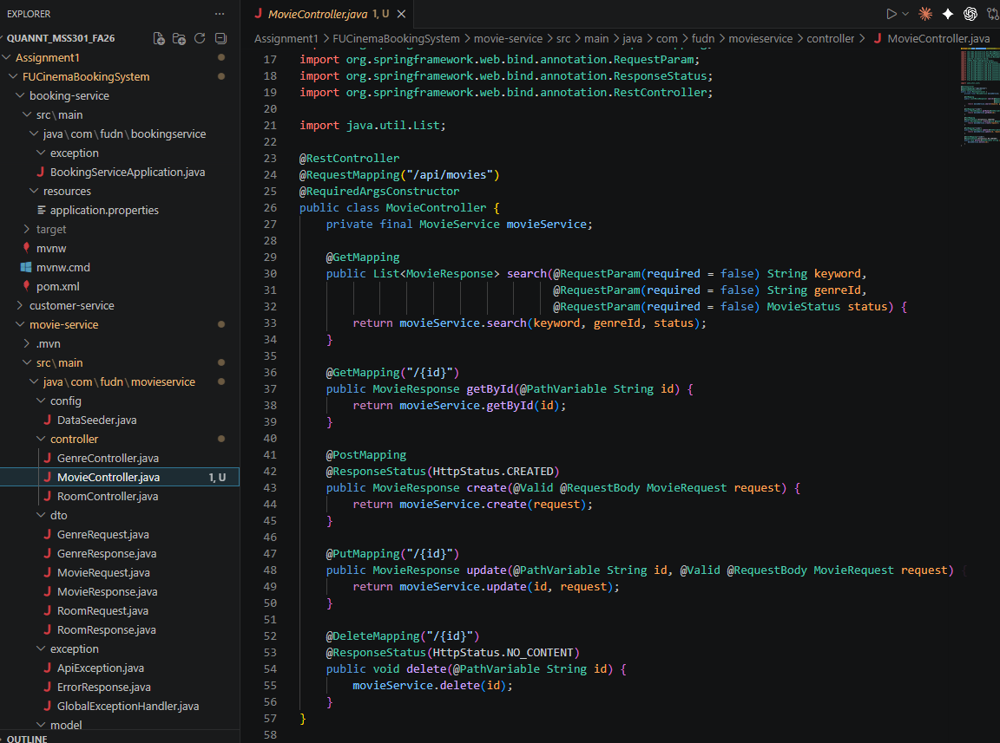 EXPLORER
QUANNT_MSS301_FA26
Assignment1
FUCinemaBookingSystem
booking-service
src\main
java\com\fudn\bookingservice
exception
BookingServiceApplication.java
resources
application.properties
target
mvnw
mvnw.cmd
pom.xml
customer-service
movie-service
.mvn
src\main
java\com\fudn\movieservice
config
DataSeeder.java
controller
GenreController.java
MovieController.java 1, U
RoomController.java
dto
GenreRequest.java
GenreResponse.java
MovieRequest.java
MovieResponse.java
RoomRequest.java
RoomResponse.java
exception
ApiException.java
ErrorResponse.java
GlobalExceptionHandler.java
model
OUTLINE
MovieController.java 1, U
Assignment1 > FUCinemaBookingSystem > movie-service > src > main > java > com > fudn > movieservice > controller > MovieController.java
17 import org.springframework.web.bind.annotation.RequestParam;
18 import org.springframework.web.bind.annotation.ResponseStatus;
19 import org.springframework.web.bind.annotation.RestController;
20
21 import java.util.List;
22
23 @RestController
24 @RequestMapping("/api/movies")
25 @RequiredArgsConstructor
26 public class MovieController {
27 private final MovieService movieService;
28
29 @GetMapping
30 public List<MovieResponse> search(@RequestParam(required = false) String keyword,
31 @RequestParam(required = false) String genreId,
32 @RequestParam(required = false) MovieStatus status) {
33 return movieService.search(keyword, genreId, status);
34 }
35
36 @GetMapping("/{id}")
37 public MovieResponse getById(@PathVariable String id) {
38 return movieService.getById(id);
39 }
40
41 @PostMapping
42 @ResponseStatus(HttpStatus.CREATED)
43 public MovieResponse create(@Valid @RequestBody MovieRequest request) {
44 return movieService.create(request);
45 }
46
47 @PutMapping("/{id}")
48 public MovieResponse update(@PathVariable String id, @Valid @RequestBody MovieRequest request) {
49 return movieService.update(id, request);
50 }
51
52 @DeleteMapping("/{id}")
53 @ResponseStatus(HttpStatus.NO_CONTENT)
54 public void delete(@PathVariable String id) {
55 movieService.delete(id);
56 }
57 }
58